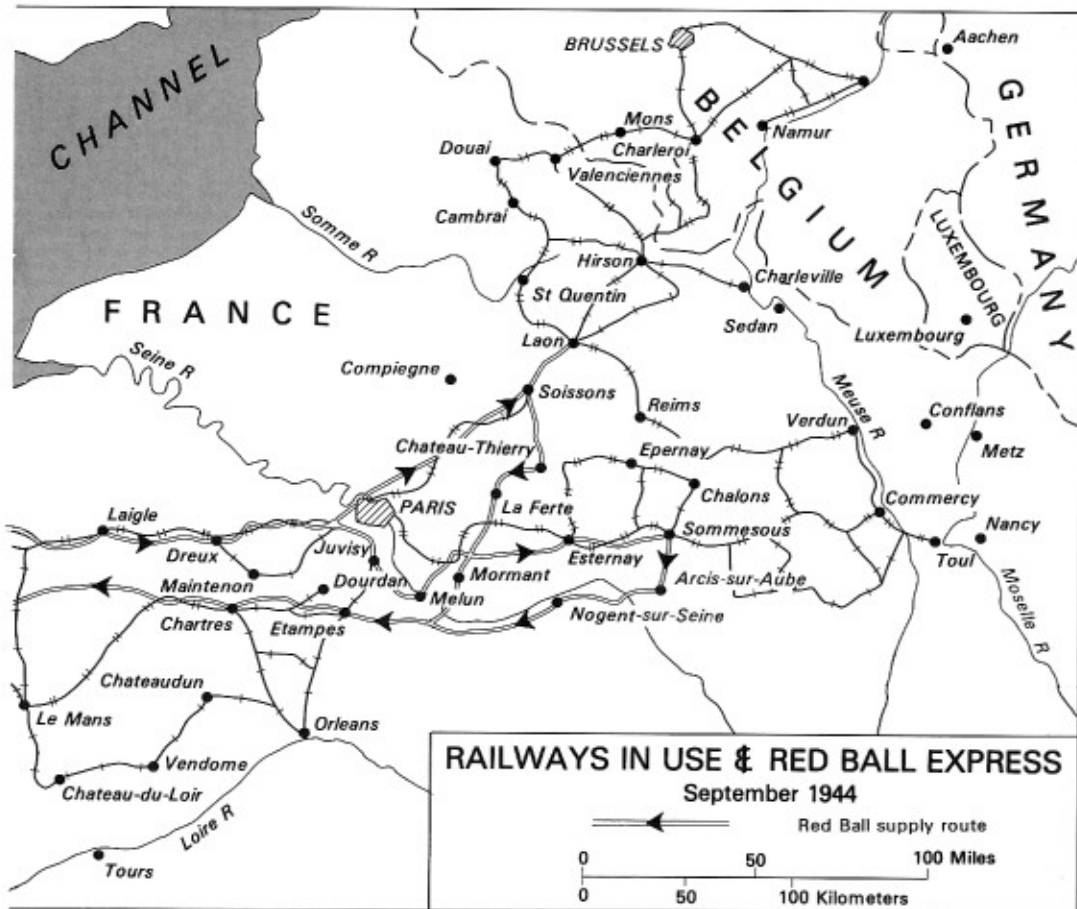 CHANNEL
BRUSSELS
Aachen
GERMANY
BELGIUM
Mons
Charleroi
Namur
Douai
Valenciennes
Cambrai
Somme R
Hirson
Charleville
LUXEMBOURG
St Quentin
Sedan
Luxembourg
FRANCE
Laon
Seine R
Compiegne
Soissons
Reims
Meuse R
Verdun
Conflans
Metz
Chateau-Thierry
Epernay
Chalons
Commercy
PARIS
La Ferte
Laigle
Sommesous
Nancy
Dreux
Juvisy
Esternay
Toul
Maintenon
Dourdan
Mormant
Arcis-sur-Aube
Melun
Chartres
Etampes
Nogent-sur-Seine
Moselle R
Chateaudun
Le Mans
Orleans
Vendome
Chateau-du-Loir
Loire R
Tours
RAILWAYS IN USE & RED BALL EXPRESS
September 1944
Red Ball supply route
0 50 100 Miles
0 50 100 Kilometers